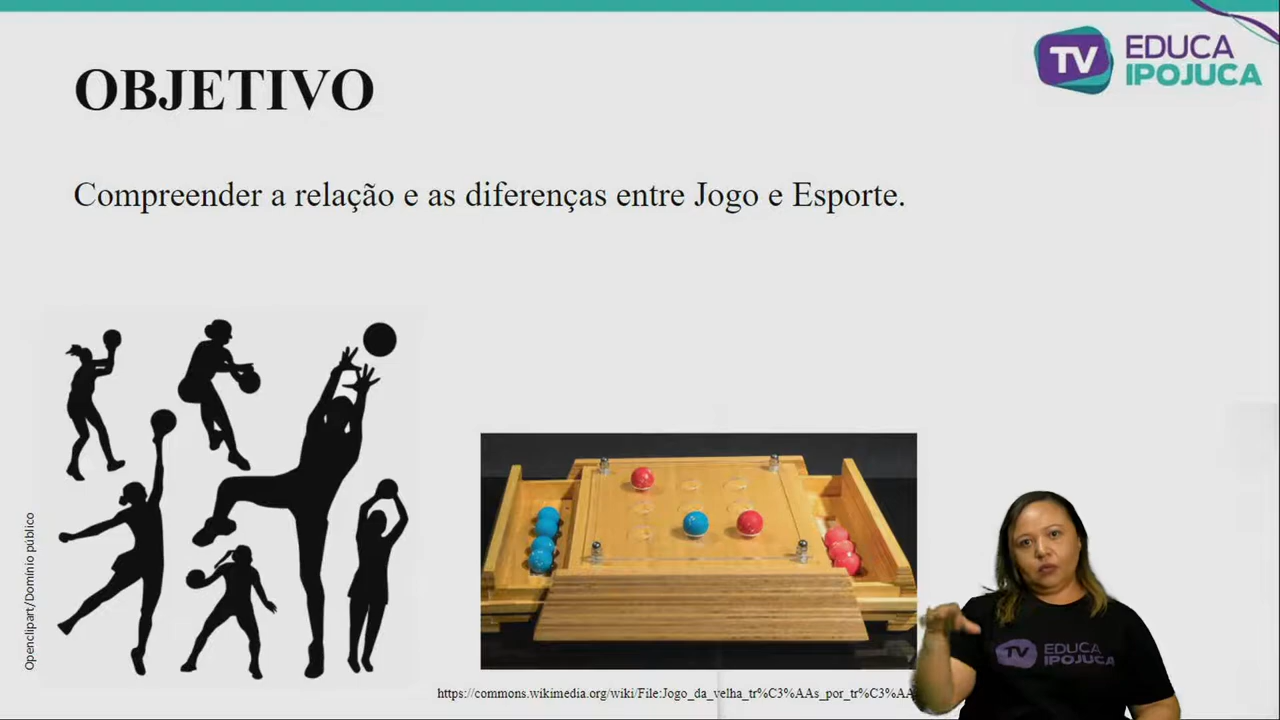 TV EDUCA
IPOJUCA
OBJETIVO
Compreender a relação e as diferenças entre Jogo e Esporte.
Openclipart/Domínio público
https://commons.wikimedia.org/wiki/File:Jogo_da_velha_tr%C3%AAs_por_tr%C3%AA
TV EDUCA
IPOJUCA